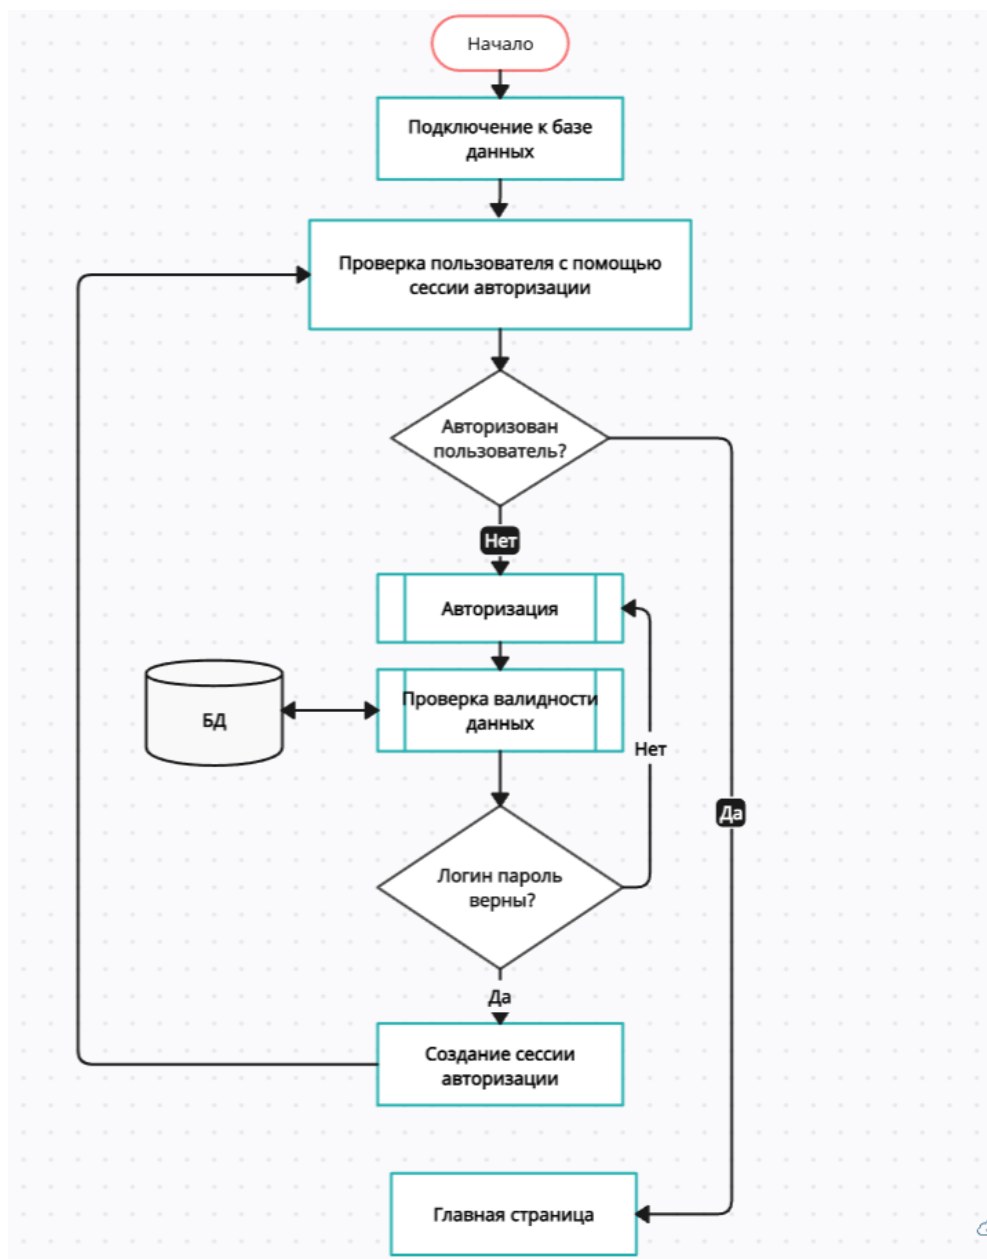 Начало
Подключение к базе
данных
Проверка пользователя с помощью
сессии авторизации
Авторизован
пользователь?
Нет
Авторизация
Проверка валидности
данных
БД
Нет
Да
Логин пароль
верны?
Да
Создание сессии
авторизации
Главная страница